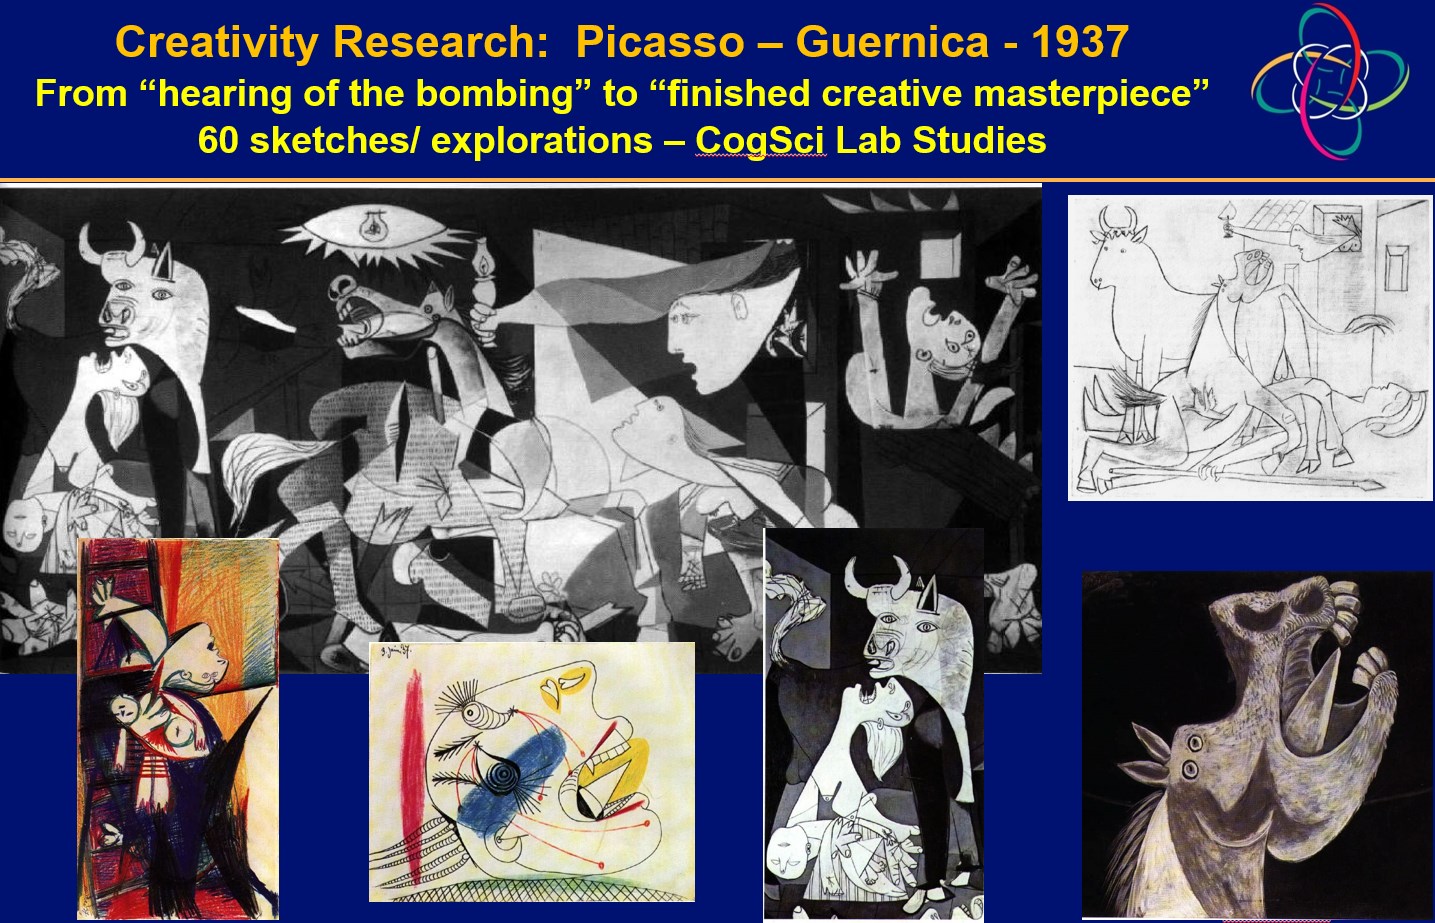 Creativity Research:  Picasso – Guernica - 1937
From “hearing of the bombing” to “finished creative masterpiece”
60 sketches/ explorations – CogSci Lab Studies